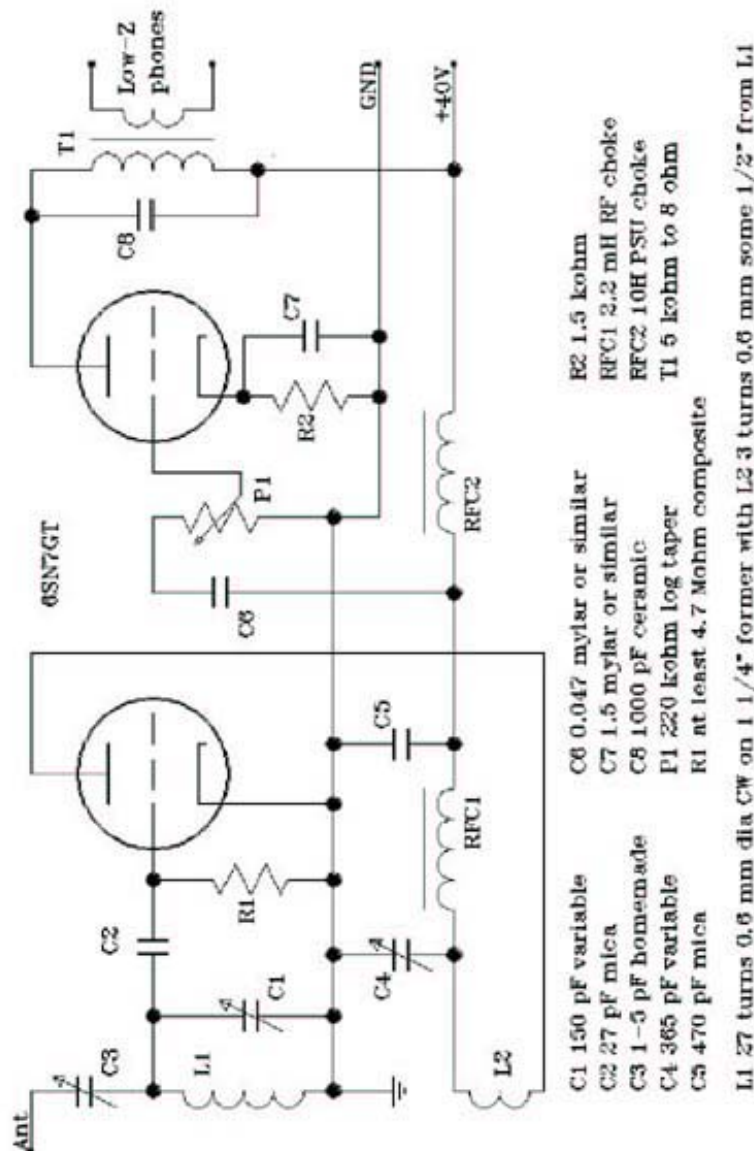 Ant
C3
C2
6SN7GT
C8
T1
Low-Z
phones
L1
C1
R1
C6
P1
R2
C7
GND
C4
C5
+40V
RFC1
RFC2
L2
C1 150 pF variable
C2 27 pF mica
C3 1-5 pF homemade
C4 365 pF variable
C5 470 pF mica
C6 0.047 mylar or similar
C7 1.5 mylar or similar
C8 1000 pF ceramic
P1 220 kohm log taper
R1 at least 4.7 Mohm composite
R2 1.5 kohm
RFC1 2.2 mH RF choke
RFC2 10H PSU choke
T1 5 kohm to 8 ohm
L1 27 turns 0.6 mm dia CW on 1 1/4" former with L2 3 turns 0.6 mm some 1/2" from L1